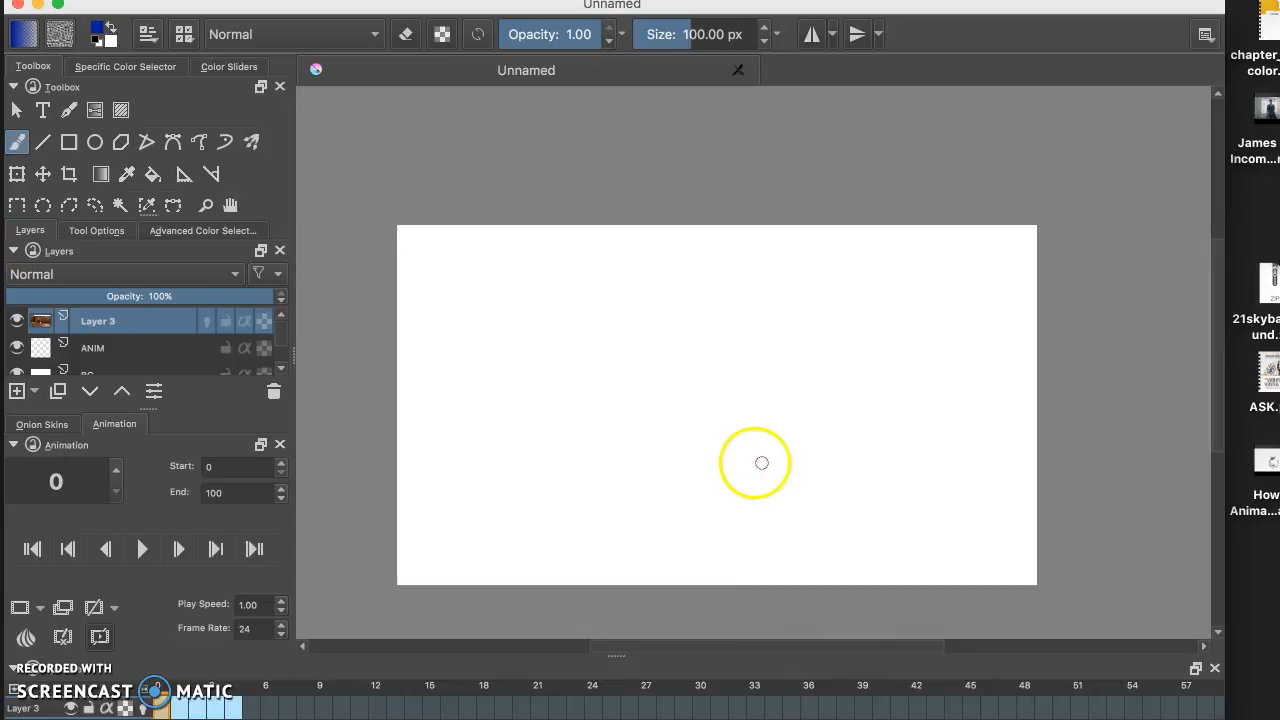 Unnamed
Normal
Opacity: 1.00
Size: 100.00 px
Toolbox
Specific Color Selector
Color Sliders
Unnamed
Toolbox
Layers
Tool Options
Advanced Color Select...
Layers
Normal
Opacity: 100%
Layer 3
ANIM
Onion Skins
Animation
Animation
0
Start: 0
End: 100
Play Speed: 1.00
Frame Rate: 24
RECORDED WITH
SCREENCAST MATIC
6 9 12 15 18 21 24 27 30 33 36 39 42 45 48 51 54 57
Layer 3
chapter_
color.
James
Incom...
ZIP
21skyba
und.
ASK.
How
Anima...